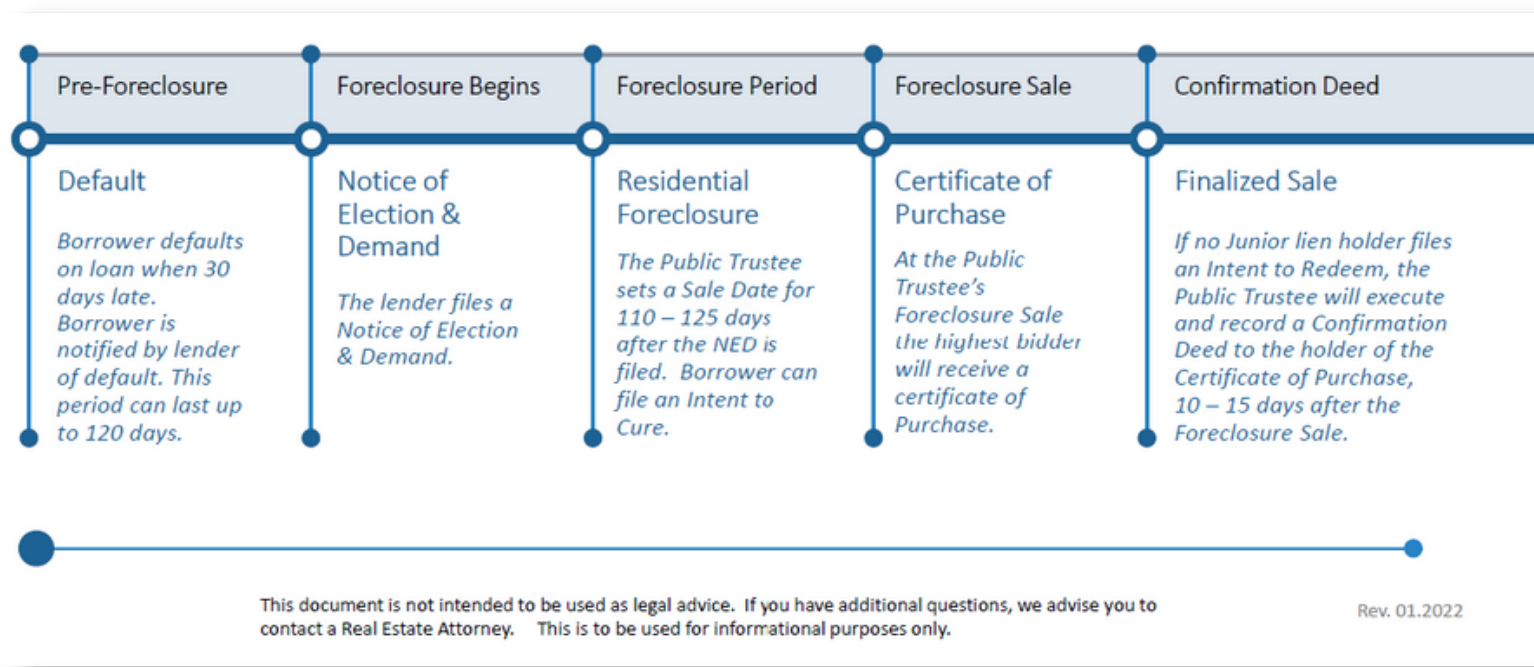 Pre-Foreclosure
Foreclosure Begins
Foreclosure Period
Foreclosure Sale
Confirmation Deed
Default
Borrower defaults
on loan when 30
days late.
Borrower is
notified by lender
of default. This
period can last up
to 120 days.
Notice of
Election &
Demand
The lender files a
Notice of Election
& Demand.
Residential
Foreclosure
The Public Trustee
sets a Sale Date for
110 – 125 days
after the NED is
filed.  Borrower can
file an Intent to
Cure.
Certificate of
Purchase
At the Public
Trustee's
Foreclosure Sale
the highest bidder
will receive a
certificate of
Purchase.
Finalized Sale
If no Junior lien holder files
an Intent to Redeem, the
Public Trustee will execute
and record a Confirmation
Deed to the holder of the
Certificate of Purchase,
10 – 15 days after the
Foreclosure Sale.
This document is not intended to be used as legal advice.  If you have additional questions, we advise you to
contact a Real Estate Attorney.    This is to be used for informational purposes only.
Rev. 01.2022